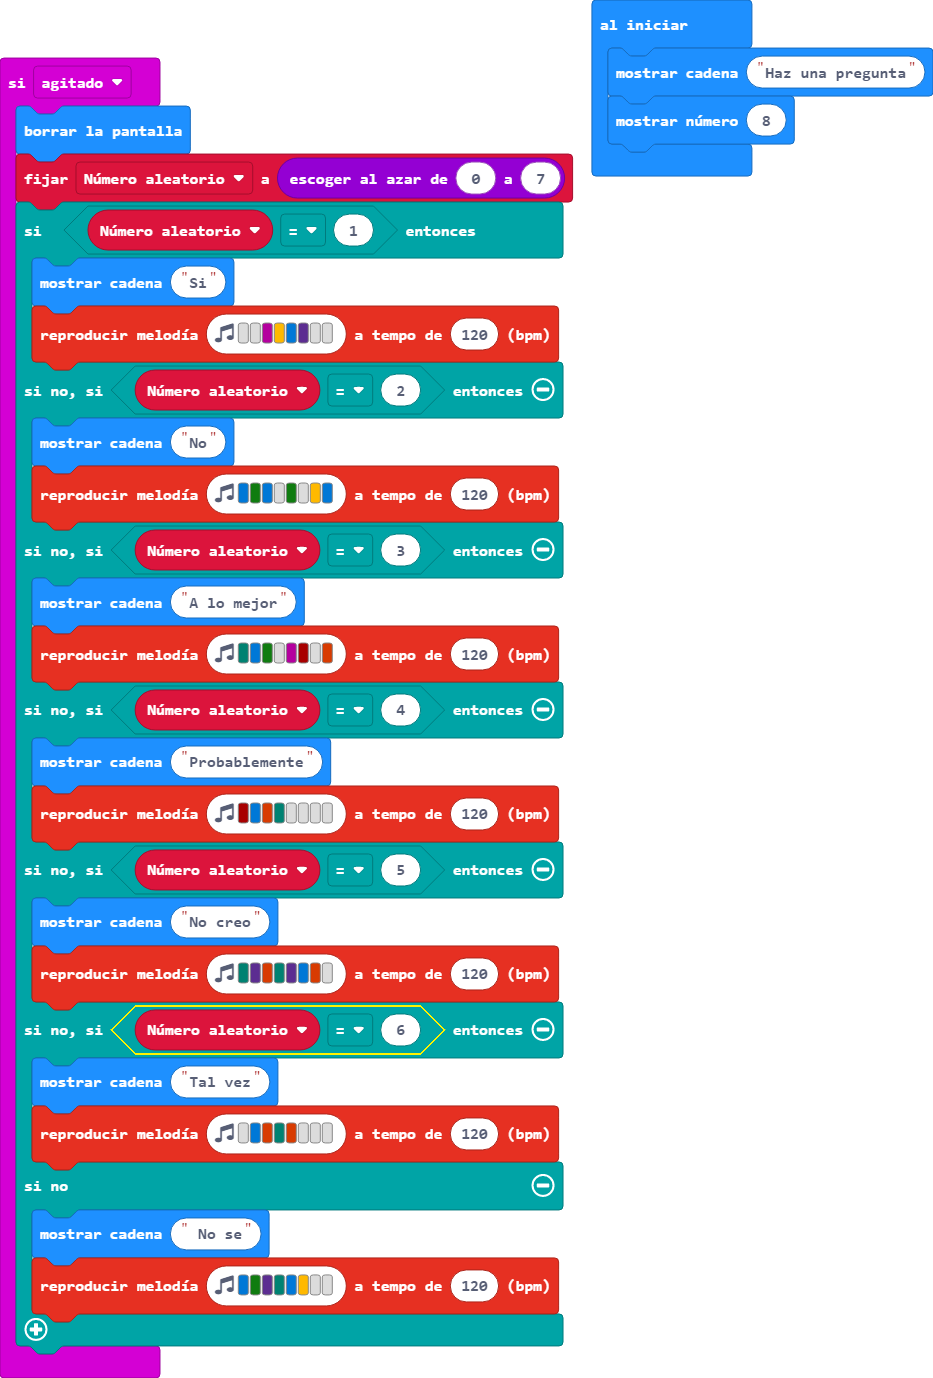 al iniciar
mostrar cadena "Haz una pregunta"
mostrar número 8
si agitado
borrar la pantalla
fijar Número aleatorio a escoger al azar de 0 a 7
si Número aleatorio = 1 entonces
mostrar cadena "Si"
reproducir melodía a tempo de 120 (bpm)
si no, si Número aleatorio = 2 entonces
mostrar cadena "No"
reproducir melodía a tempo de 120 (bpm)
si no, si Número aleatorio = 3 entonces
mostrar cadena "A lo mejor"
reproducir melodía a tempo de 120 (bpm)
si no, si Número aleatorio = 4 entonces
mostrar cadena "Probablemente"
reproducir melodía a tempo de 120 (bpm)
si no, si Número aleatorio = 5 entonces
mostrar cadena "No creo"
reproducir melodía a tempo de 120 (bpm)
si no, si Número aleatorio = 6 entonces
mostrar cadena "Tal vez"
reproducir melodía a tempo de 120 (bpm)
si no
mostrar cadena " No se"
reproducir melodía a tempo de 120 (bpm)